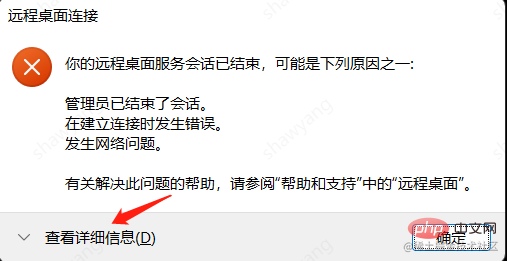 远程桌面连接
你的远程桌面服务会话已结束，可能是下列原因之一:
管理员已结束了会话。
在建立连接时发生错误。
发生网络问题。
有关解决此问题的帮助，请参阅“帮助和支持”中的“远程桌面”。
查看详细信息(D)
确定
php 中文网
shawyang
shawyang
shawyang